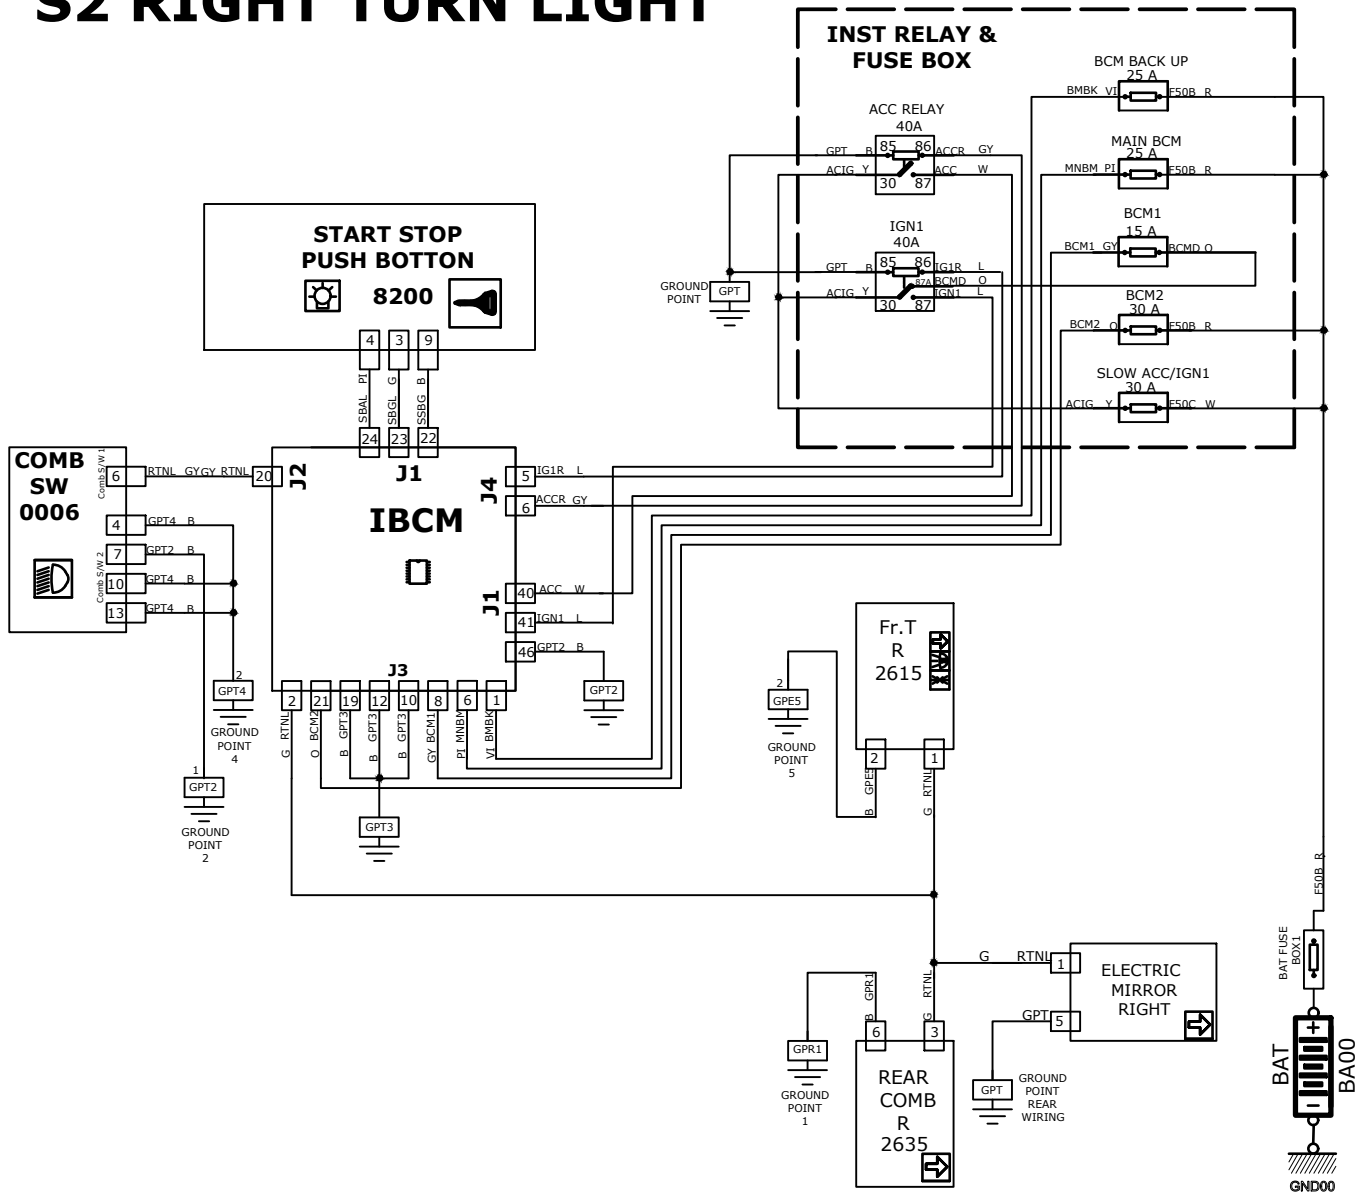 S2 RIGHT TURN LIGHT
INST RELAY &
FUSE BOX
ACC RELAY
40A
85 86
GPT B
ACCR GY
ACIG Y
ACC W
30 87
IGN1
40A
85 86
GPT B
IG1R L
87A
BCMD O
ACIG Y
IGN1 L
30 87
BCM BACK UP
25 A
BMBK VI
F50B R
MAIN BCM
25 A
MNBM PI
F50B R
BCM1
15 A
BCM1 GY
BCMD O
BCM2
30 A
BCM2 O
F50B R
SLOW ACC/IGN1
30 A
ACIG Y
F50C W
GROUND
POINT
GPT
START STOP
PUSH BOTTON
8200
4 3 9
SBAL PI
SBGL G
SSBG B
24 23 22
COMB
SW
0006
Comb S/W 1
6
RTNL GY
GY RTNL
20
J2
J1
J4
IBCM
5
IG1R L
6
ACCR GY
4
GPT4 B
7
GPT2 B
Comb S/W 2
10
GPT4 B
13
GPT4 B
J1
40
ACC W
41
IGN1 L
46
GPT2 B
GPT2
J3
2 21 19 12 10 8 6 1
G RTNL
O BCM2
B GPT3
B GPT3
B GPT3
GY BCM1
PI MNBM
VI BMBK
2
GPT4
GROUND
POINT
4
1
GPT2
GROUND
POINT
2
GPT3
Fr.T
R
2615
2
GPE5
GROUND
POINT
5
2 1
B GPE5
G RTNL
F50B R
BAT FUSE
BOX1
G RTNL
1
ELECTRIC
MIRROR
RIGHT
GPT
5
B GPR1
G RTNL
6 3
GPR1
GROUND
POINT
1
REAR
COMB
R
2635
GPT
GROUND
POINT
REAR
WIRING
+
BAT
BA00
−
GND00